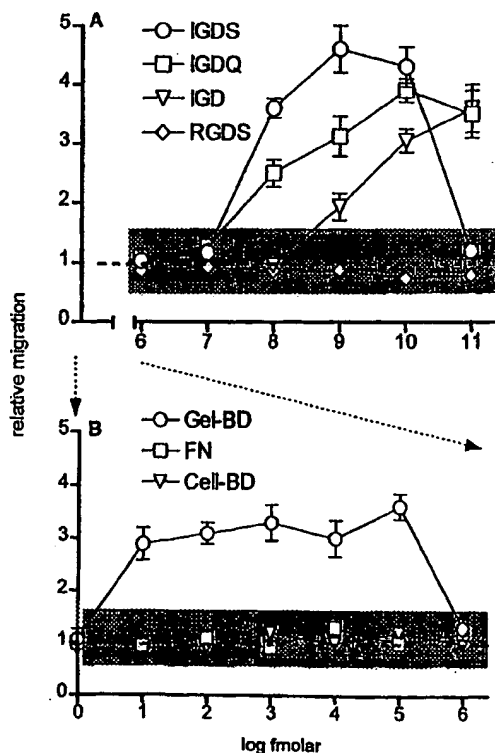 A
5
4
3
2
1
0
IGDS
IGDQ
IGD
RGDS
6 7 8 9 10 11
relative migration
B
5
4
3
2
1
0
Gel-BD
FN
Cell-BD
0 1 2 3 4 5 6
log fmolar